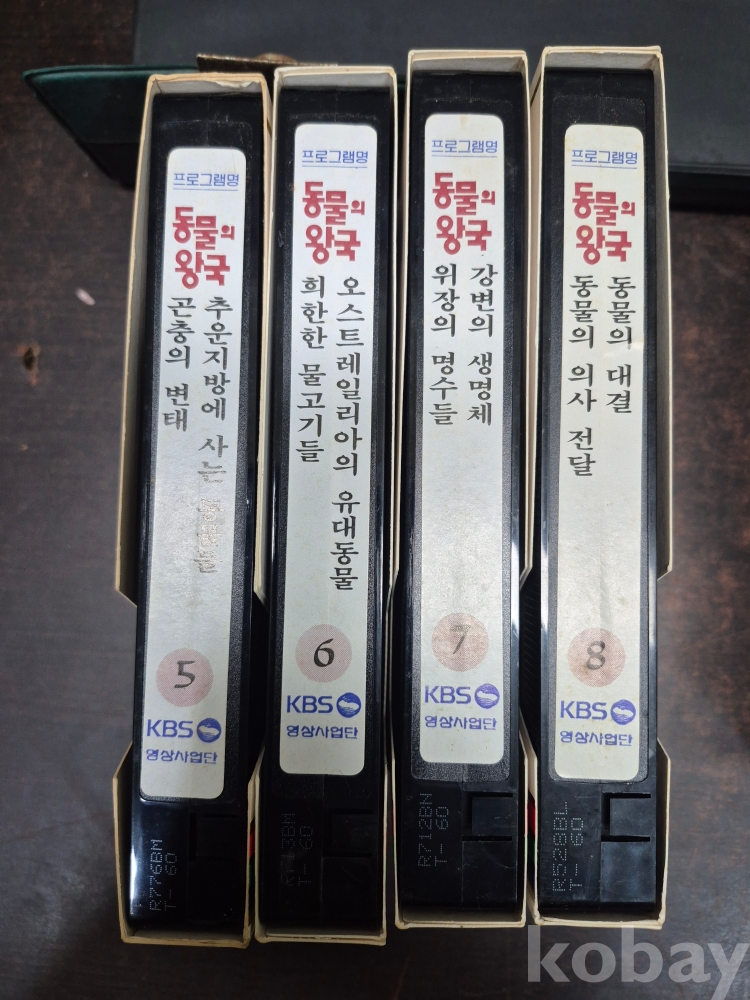 프로그램명
동물의
왕국
추운지방에 사는 동물들
곤충의 변태
5
KBS
영상사업단
R776BM
T-60
프로그램명
동물의
왕국
오스트레일리아의 유대동물
희한한 물고기들
6
KBS
영상사업단
T-60
프로그램명
동물의
왕국
강변의 생명체
위장의 명수들
7
KBS
영상사업단
R712BN
T-60
프로그램명
동물의
왕국
동물의 대결
동물의 의사 전달
8
KBS
영상사업단
R528BL
T-60
kobay